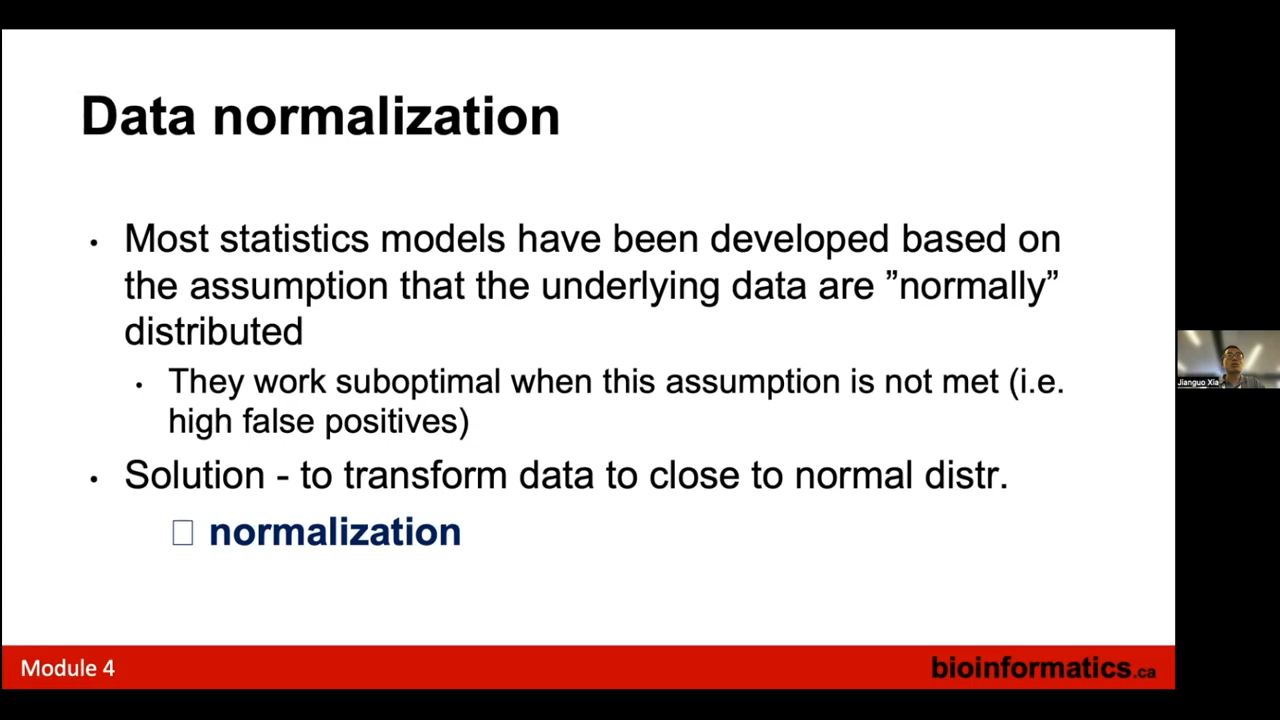 Data normalization
• Most statistics models have been developed based on
the assumption that the underlying data are ”normally”
distributed
• They work suboptimal when this assumption is not met (i.e.
high false positives)
• Solution - to transform data to close to normal distr.
□ normalization
Jianguo Xia
Module 4
bioinformatics.ca